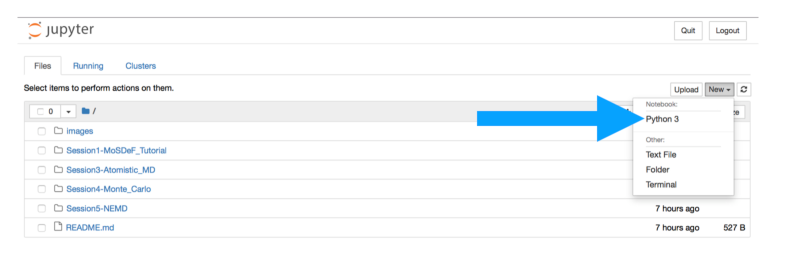 jupyter
Quit Logout
Files Running Clusters
Select items to perform actions on them.
Upload New
0 /
Notebook:
Python 3
Other:
Text File
Folder
Terminal
images
Session1-MoSDeF_Tutorial
Session3-Atomistic_MD
Session4-Monte_Carlo
Session5-NEMD 7 hours ago
README.md 7 hours ago 527 B